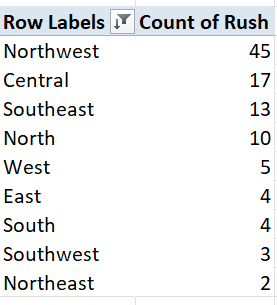 Row Labels Count of Rush
Northwest 45
Central 17
Southeast 13
North 10
West 5
East 4
South 4
Southwest 3
Northeast 2